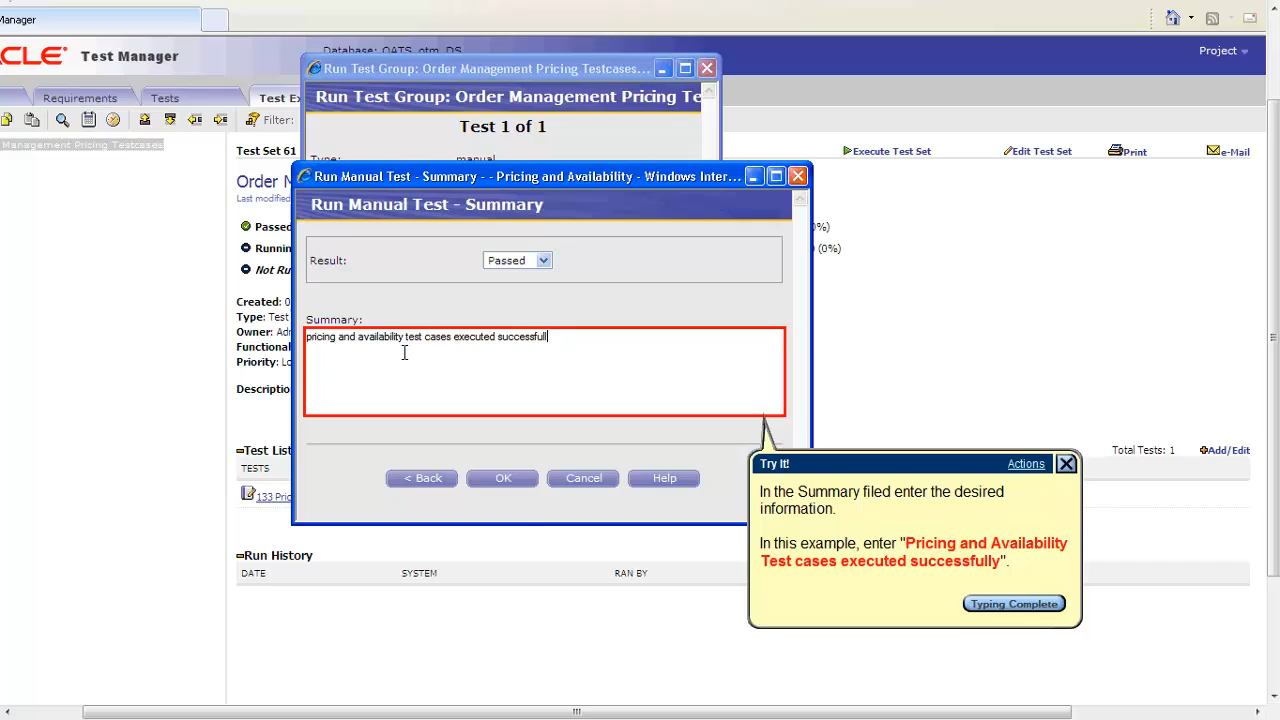 Manager
CLE Test Manager
Database: OATS_otm_DS
Project
Requirements
Tests
Test Ex
Filter:
Management Pricing Testcases
Run Test Group: Order Management Pricing Testcases...
Run Test Group: Order Management Pricing Te
Test 1 of 1
Type: manual
Test Set 61
Execute Test Set
Edit Test Set
Print
e-Mail
Order M
Last modified
Passed
Runnin
Not Ru
%)
(0%)
Created: 0
Type: Test
Owner: Adm
Functional
Priority: Lo
Descriptio
Run Manual Test - Summary - - Pricing and Availability - Windows Inter...
Run Manual Test - Summary
Result: Passed
Summary:
pricing and availability test cases executed successfull
< Back
OK
Cancel
Help
Test List
Total Tests: 1
Add/Edit
TESTS
133 Pric
Run History
DATE SYSTEM RAN BY
Try It!
Actions
In the Summary filed enter the desired
information.
In this example, enter "Pricing and Availability
Test cases executed successfully".
Typing Complete